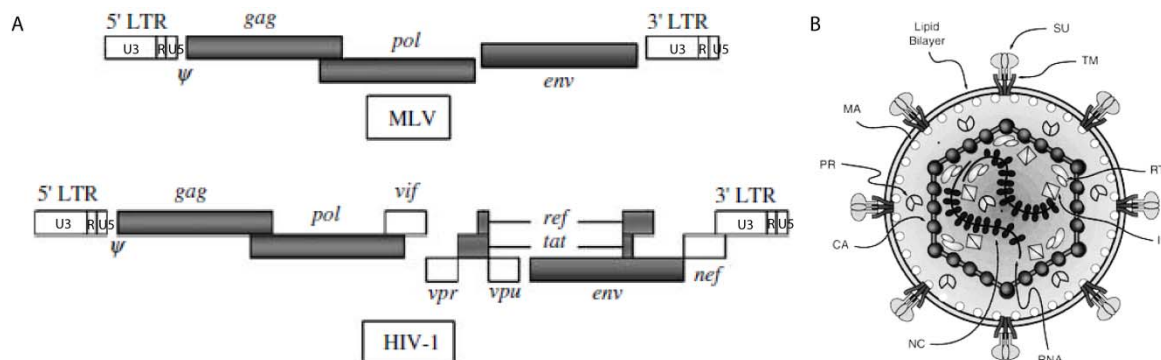 A
5' LTR
gag
pol
env
3' LTR
U3
R
U5
ψ
U3
R
U5
MLV
5' LTR
gag
pol
vif
ref
tat
3' LTR
U3
R
U5
ψ
U3
R
U5
vpr
vpu
env
nef
HIV-1
B
Lipid
Bilayer
SU
TM
MA
PR
RT
CA
NC
RNA